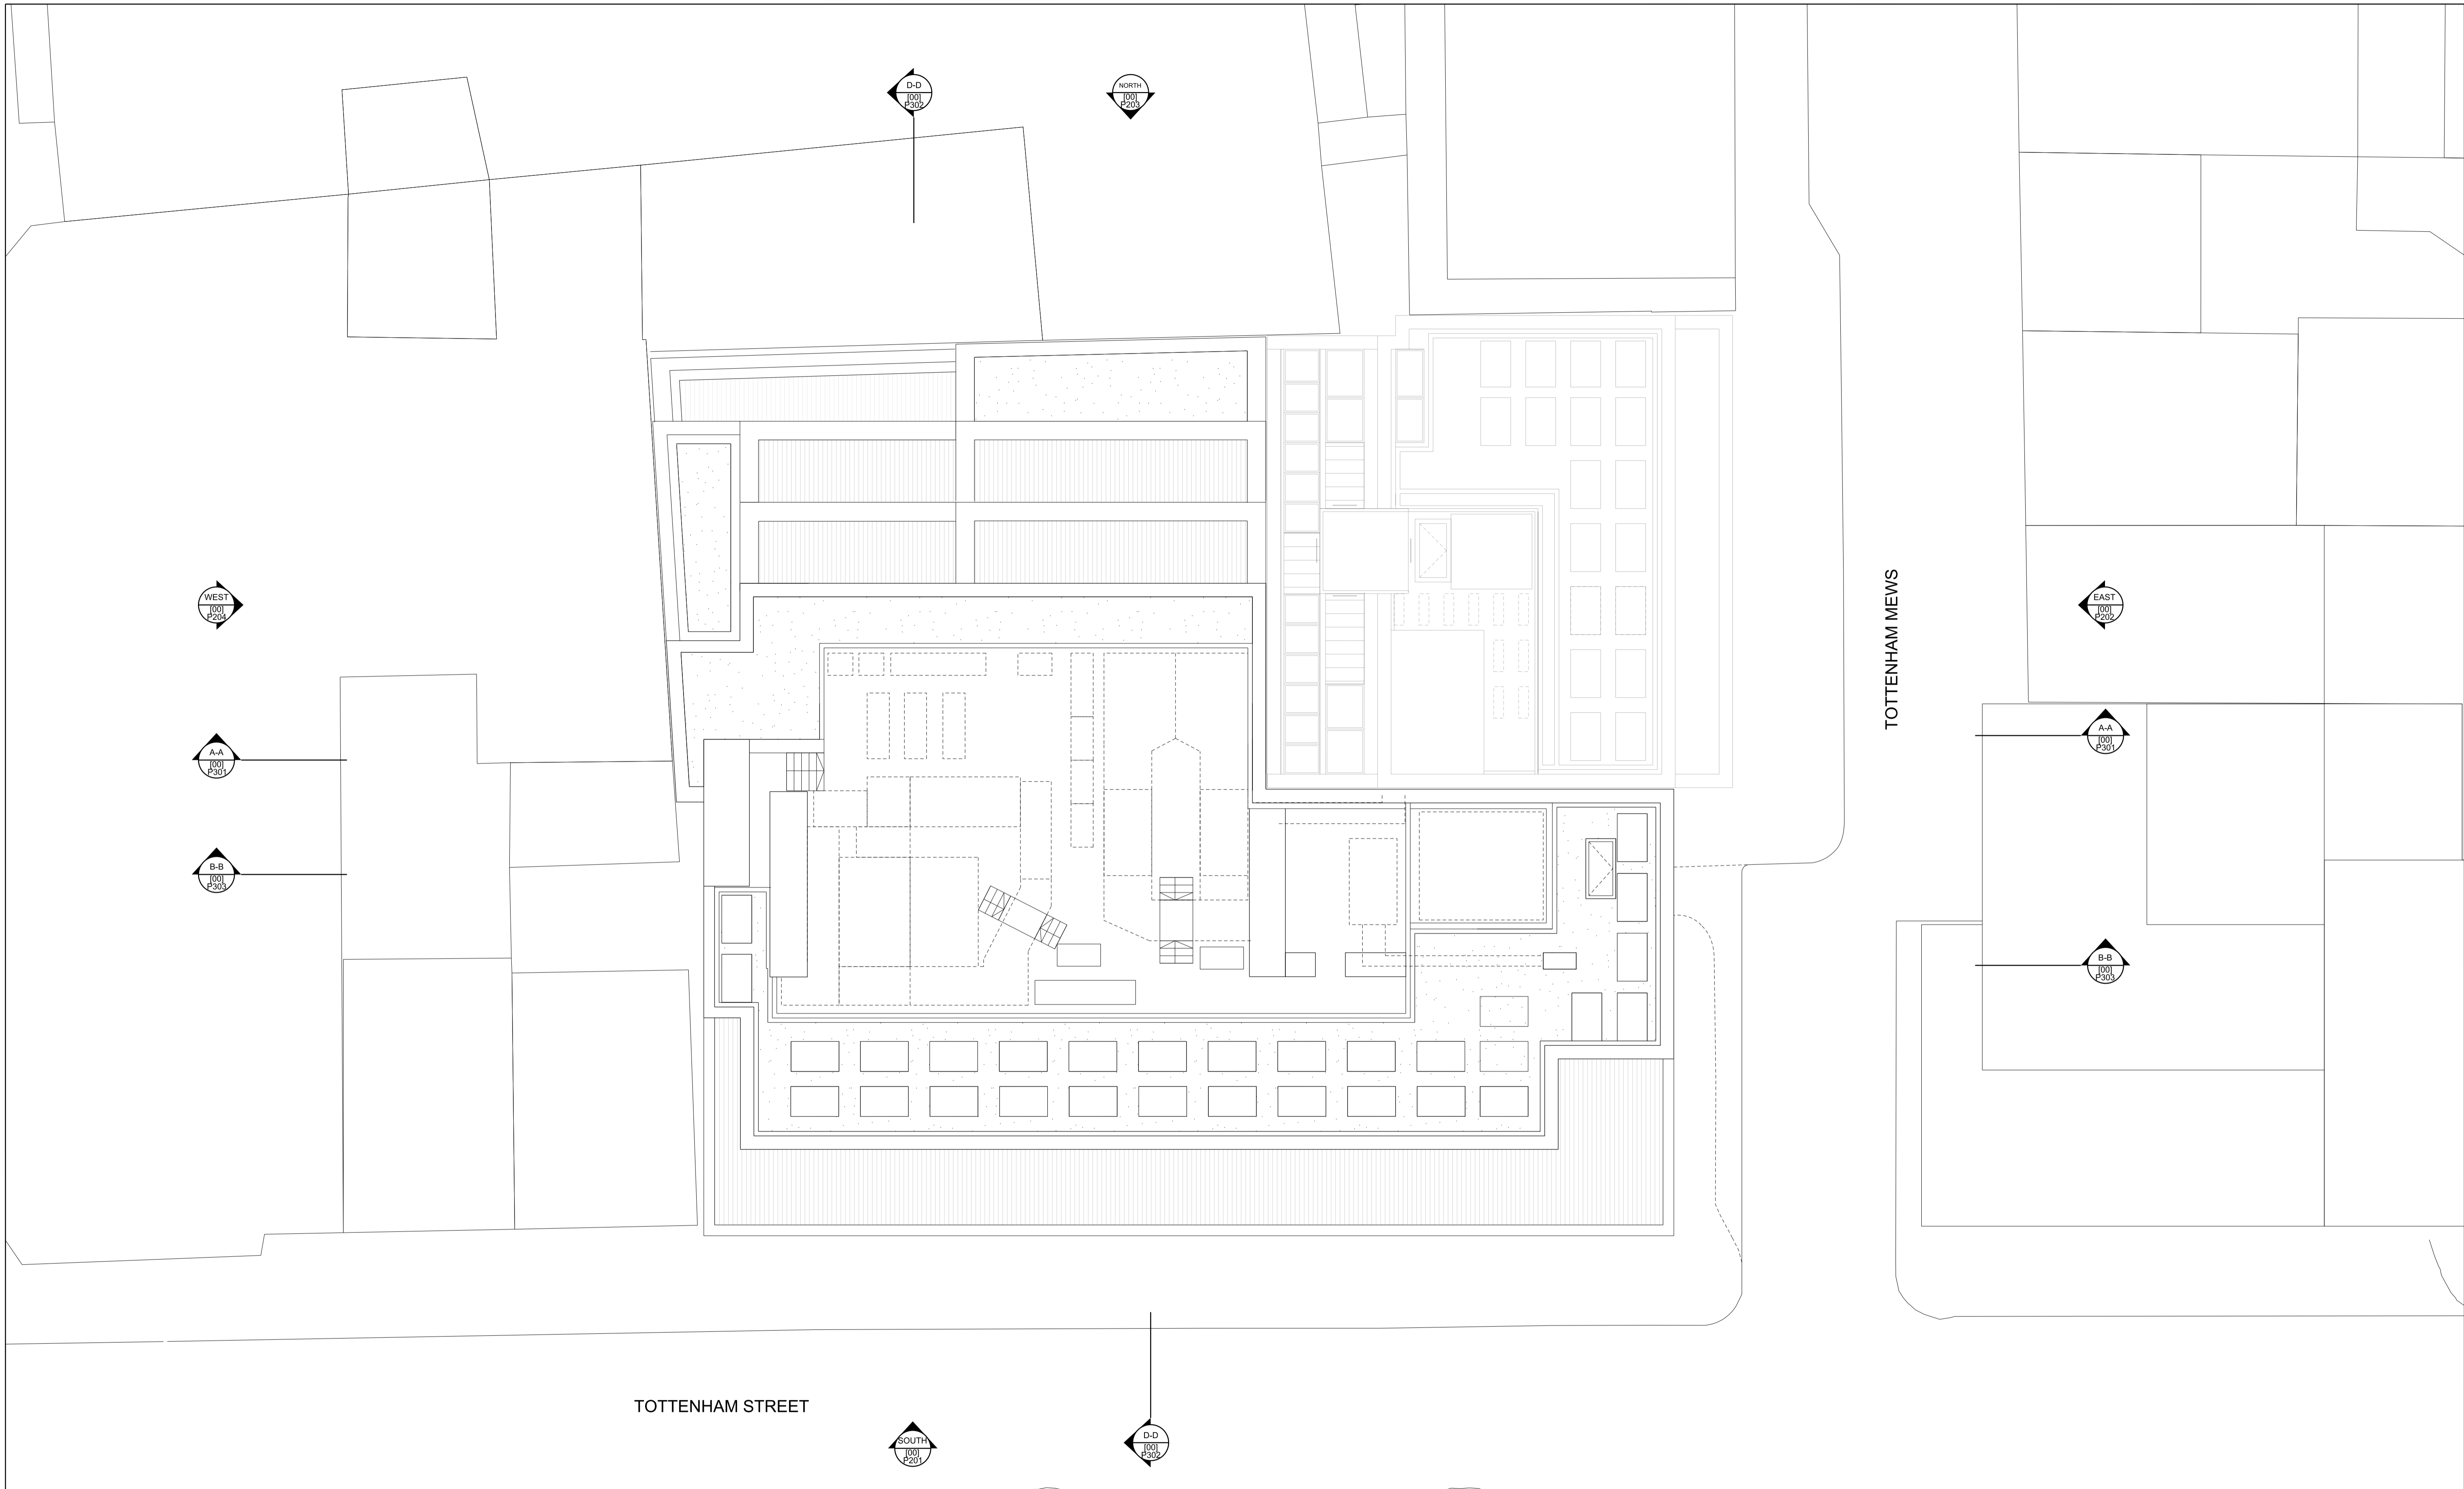 D-D
[00]
P302
NORTH
[00]
P203
WEST
[00]
P204
TOTTENHAM MEWS
EAST
[00]
P202
A-A
[00]
P301
A-A
[00]
P301
B-B
[00]
P303
B-B
[00]
P303
TOTTENHAM STREET
SOUTH
[00]
P201
D-D
[00]
P302